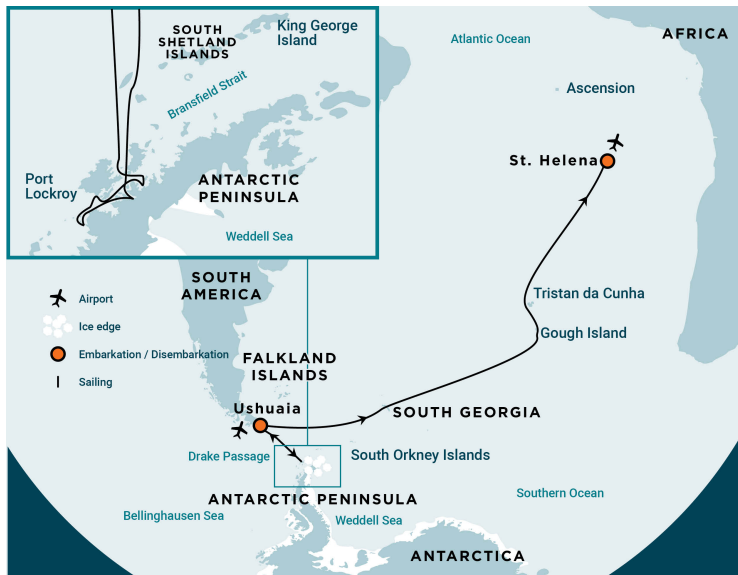 SOUTH
SHETLAND
ISLANDS
King George
Island
Bransfield Strait
Port
Lockroy
ANTARCTIC
PENINSULA
Weddell Sea
Atlantic Ocean
AFRICA
Ascension
St. Helena
SOUTH
AMERICA
Airport
Ice edge
Embarkation / Disembarkation
Sailing
Tristan da Cunha
Gough Island
FALKLAND
ISLANDS
Ushuaia
SOUTH GEORGIA
Drake Passage
South Orkney Islands
ANTARCTIC PENINSULA
Southern Ocean
Bellinghausen Sea
Weddell Sea
ANTARCTICA